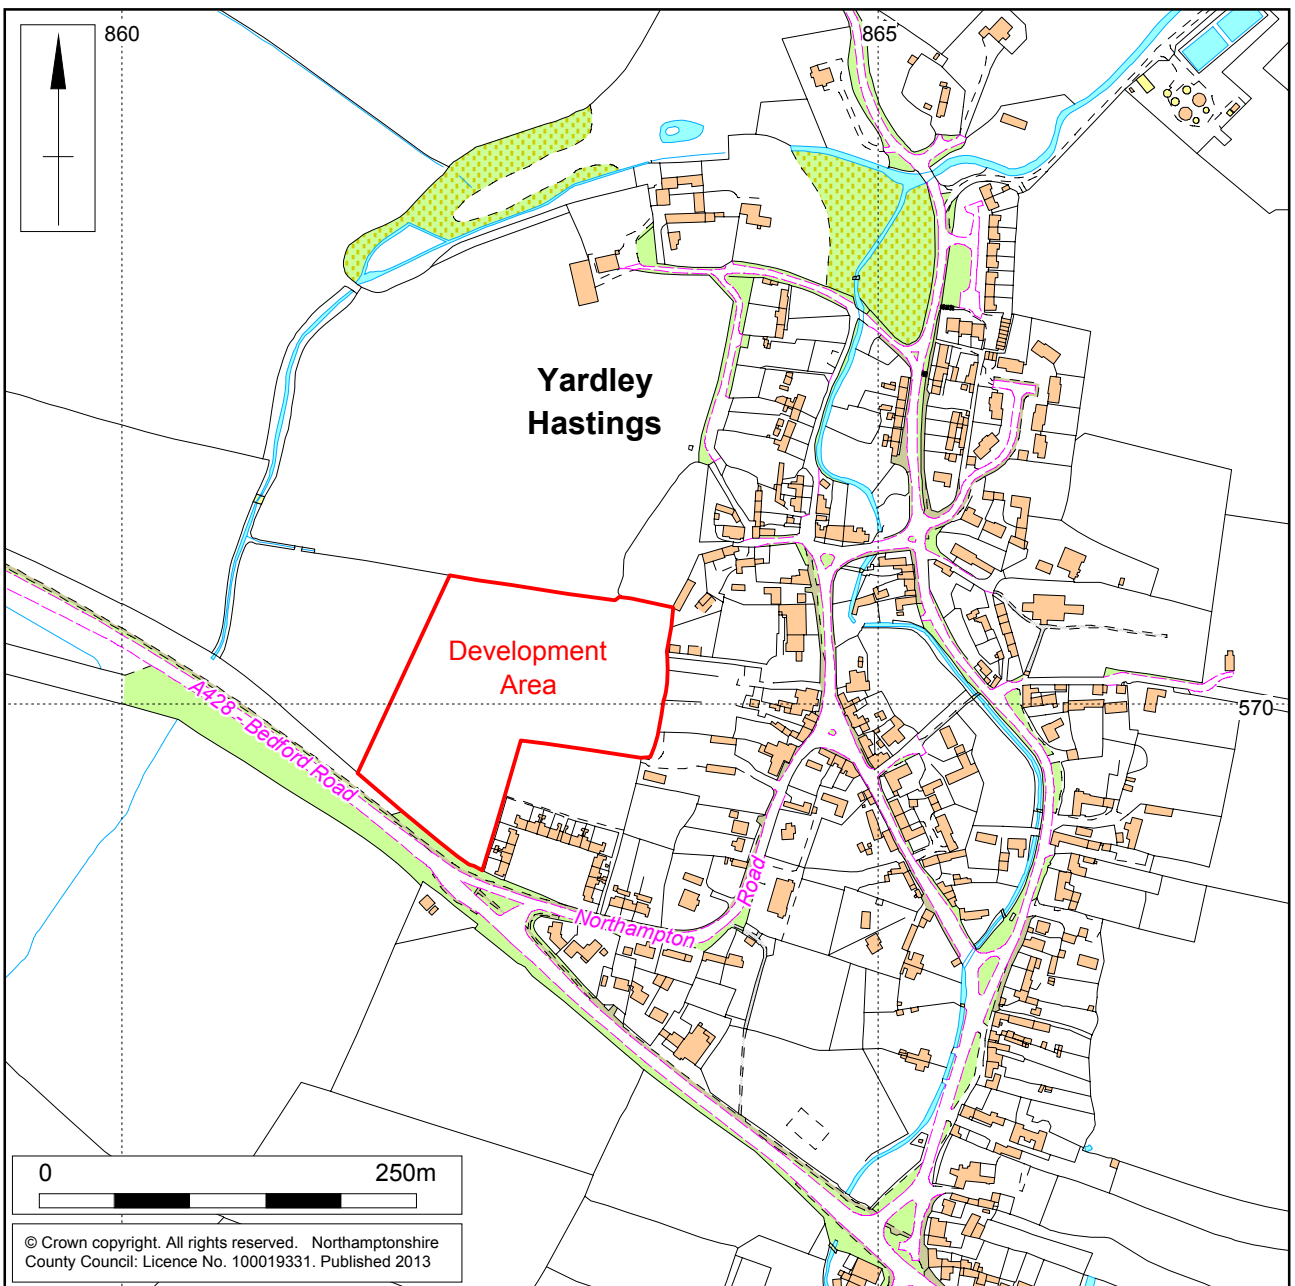 860
865
Yardley
Hastings
Development
Area
570
A428 - Bedford Road
Road
Northampton
0 250m
© Crown copyright. All rights reserved. Northamptonshire
County Council: Licence No. 100019331. Published 2013